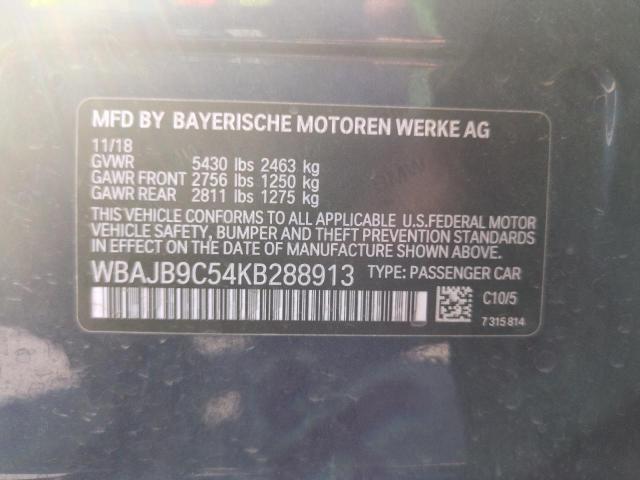 MFD BY BAYERISCHE MOTOREN WERKE AG
11/18
GVWR 5430 lbs 2463 kg
GAWR FRONT 2756 lbs 1250 kg
GAWR REAR 2811 lbs 1275 kg
THIS VEHICLE CONFORMS TO ALL APPLICABLE U.S.FEDERAL MOTOR
VEHICLE SAFETY, BUMPER AND THEFT PREVENTION STANDARDS
IN EFFECT ON THE DATE OF MANUFACTURE SHOWN ABOVE.
WBAJB9C54KB288913 TYPE: PASSENGER CAR
C10/5
7 315 814